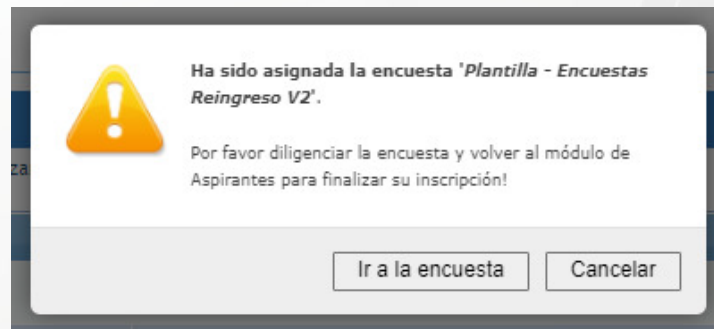 Ha sido asignada la encuesta 'Plantilla - Encuestas
Reingreso V2'.
Por favor diligenciar la encuesta y volver al módulo de
Aspirantes para finalizar su inscripción!
Ir a la encuesta
Cancelar